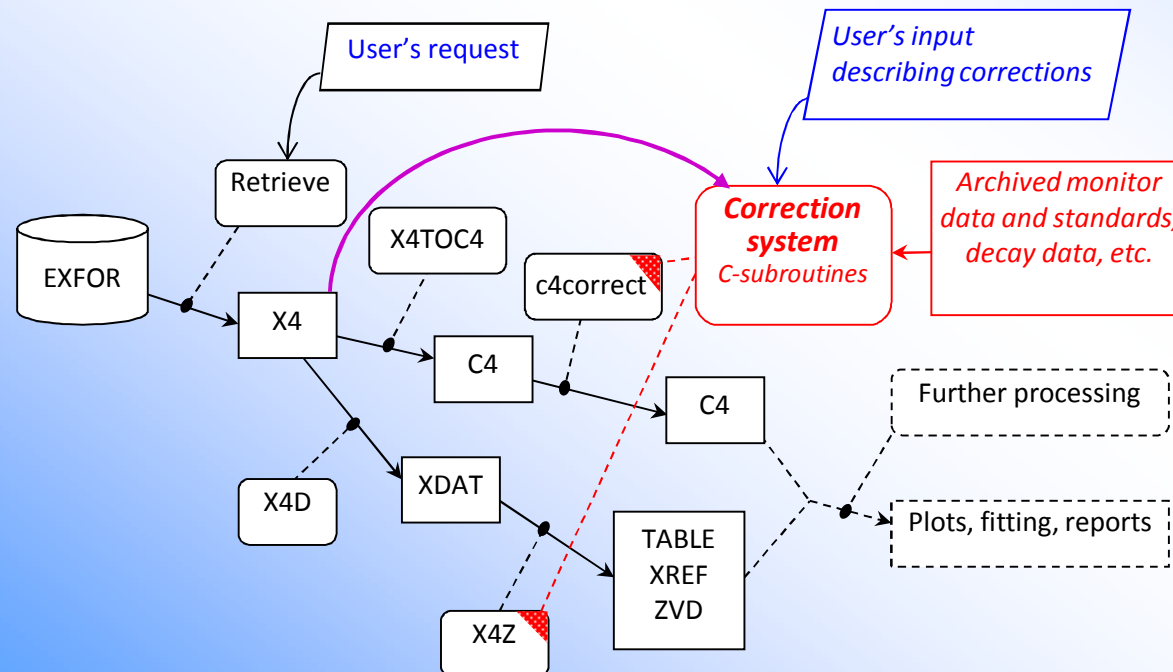 User’s request
User’s input
describing corrections
Retrieve
Archived monitor
data and standards,
decay data, etc.
Correction
system
C-subroutines
X4TOC4
EXFOR
c4correct
X4
C4
Further processing
C4
XDAT
X4D
Plots, fitting, reports
TABLE
XREF
ZVD
X4Z